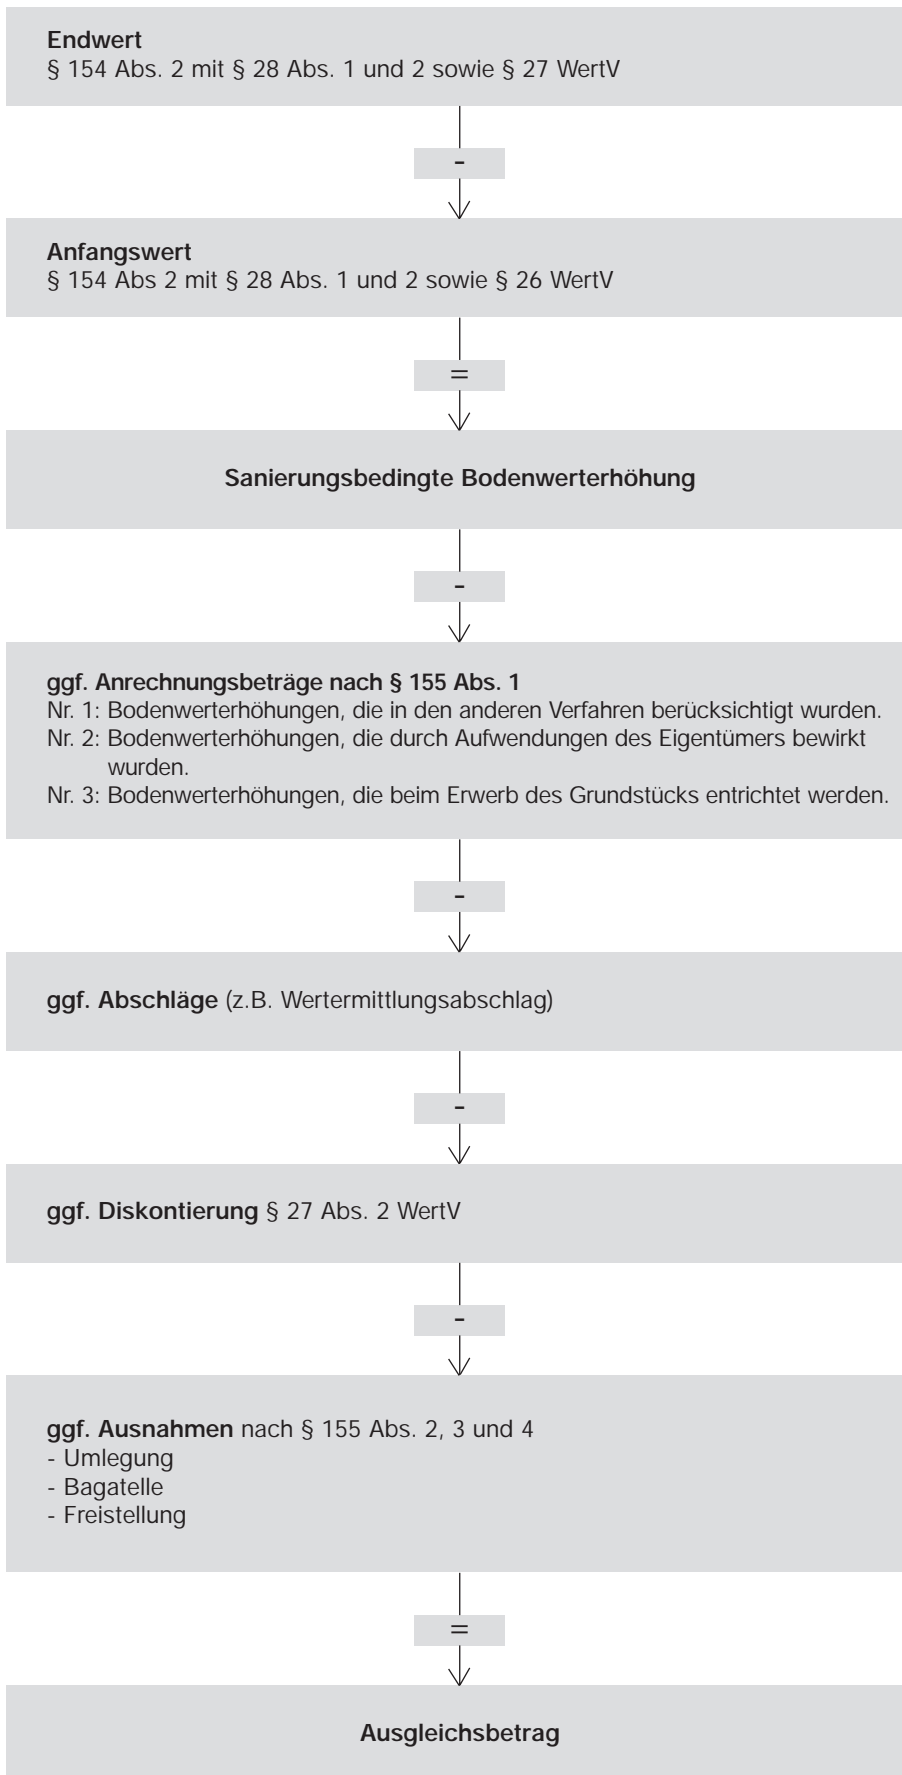 Endwert
§ 154 Abs. 2 mit § 28 Abs. 1 und 2 sowie § 27 WertV
-
Anfangswert
§ 154 Abs 2 mit § 28 Abs. 1 und 2 sowie § 26 WertV
=
Sanierungsbedingte Bodenwerterhöhung
-
ggf. Anrechnungsbeträge nach § 155 Abs. 1
Nr. 1: Bodenwerterhöhungen, die in den anderen Verfahren berücksichtigt wurden.
Nr. 2: Bodenwerterhöhungen, die durch Aufwendungen des Eigentümers bewirkt
wurden.
Nr. 3: Bodenwerterhöhungen, die beim Erwerb des Grundstücks entrichtet werden.
-
ggf. Abschläge (z.B. Wertermittlungsabschlag)
-
ggf. Diskontierung § 27 Abs. 2 WertV
-
ggf. Ausnahmen nach § 155 Abs. 2, 3 und 4
- Umlegung
- Bagatelle
- Freistellung
=
Ausgleichsbetrag